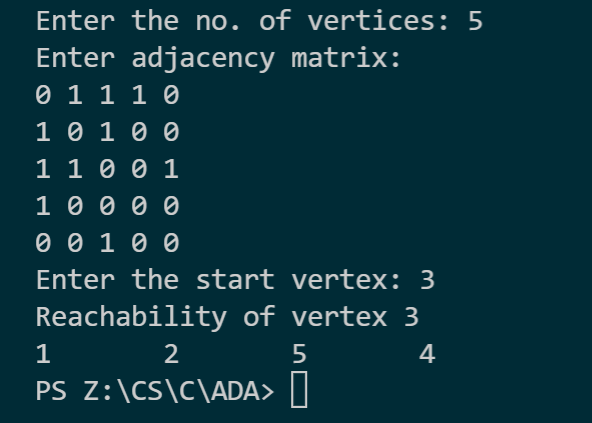 Enter the no. of vertices: 5
Enter adjacency matrix:
0 1 1 1 0
1 0 1 0 0
1 1 0 0 1
1 0 0 0 0
0 0 1 0 0
Enter the start vertex: 3
Reachability of vertex 3
1       2       5       4
PS Z:\CS\C\ADA>